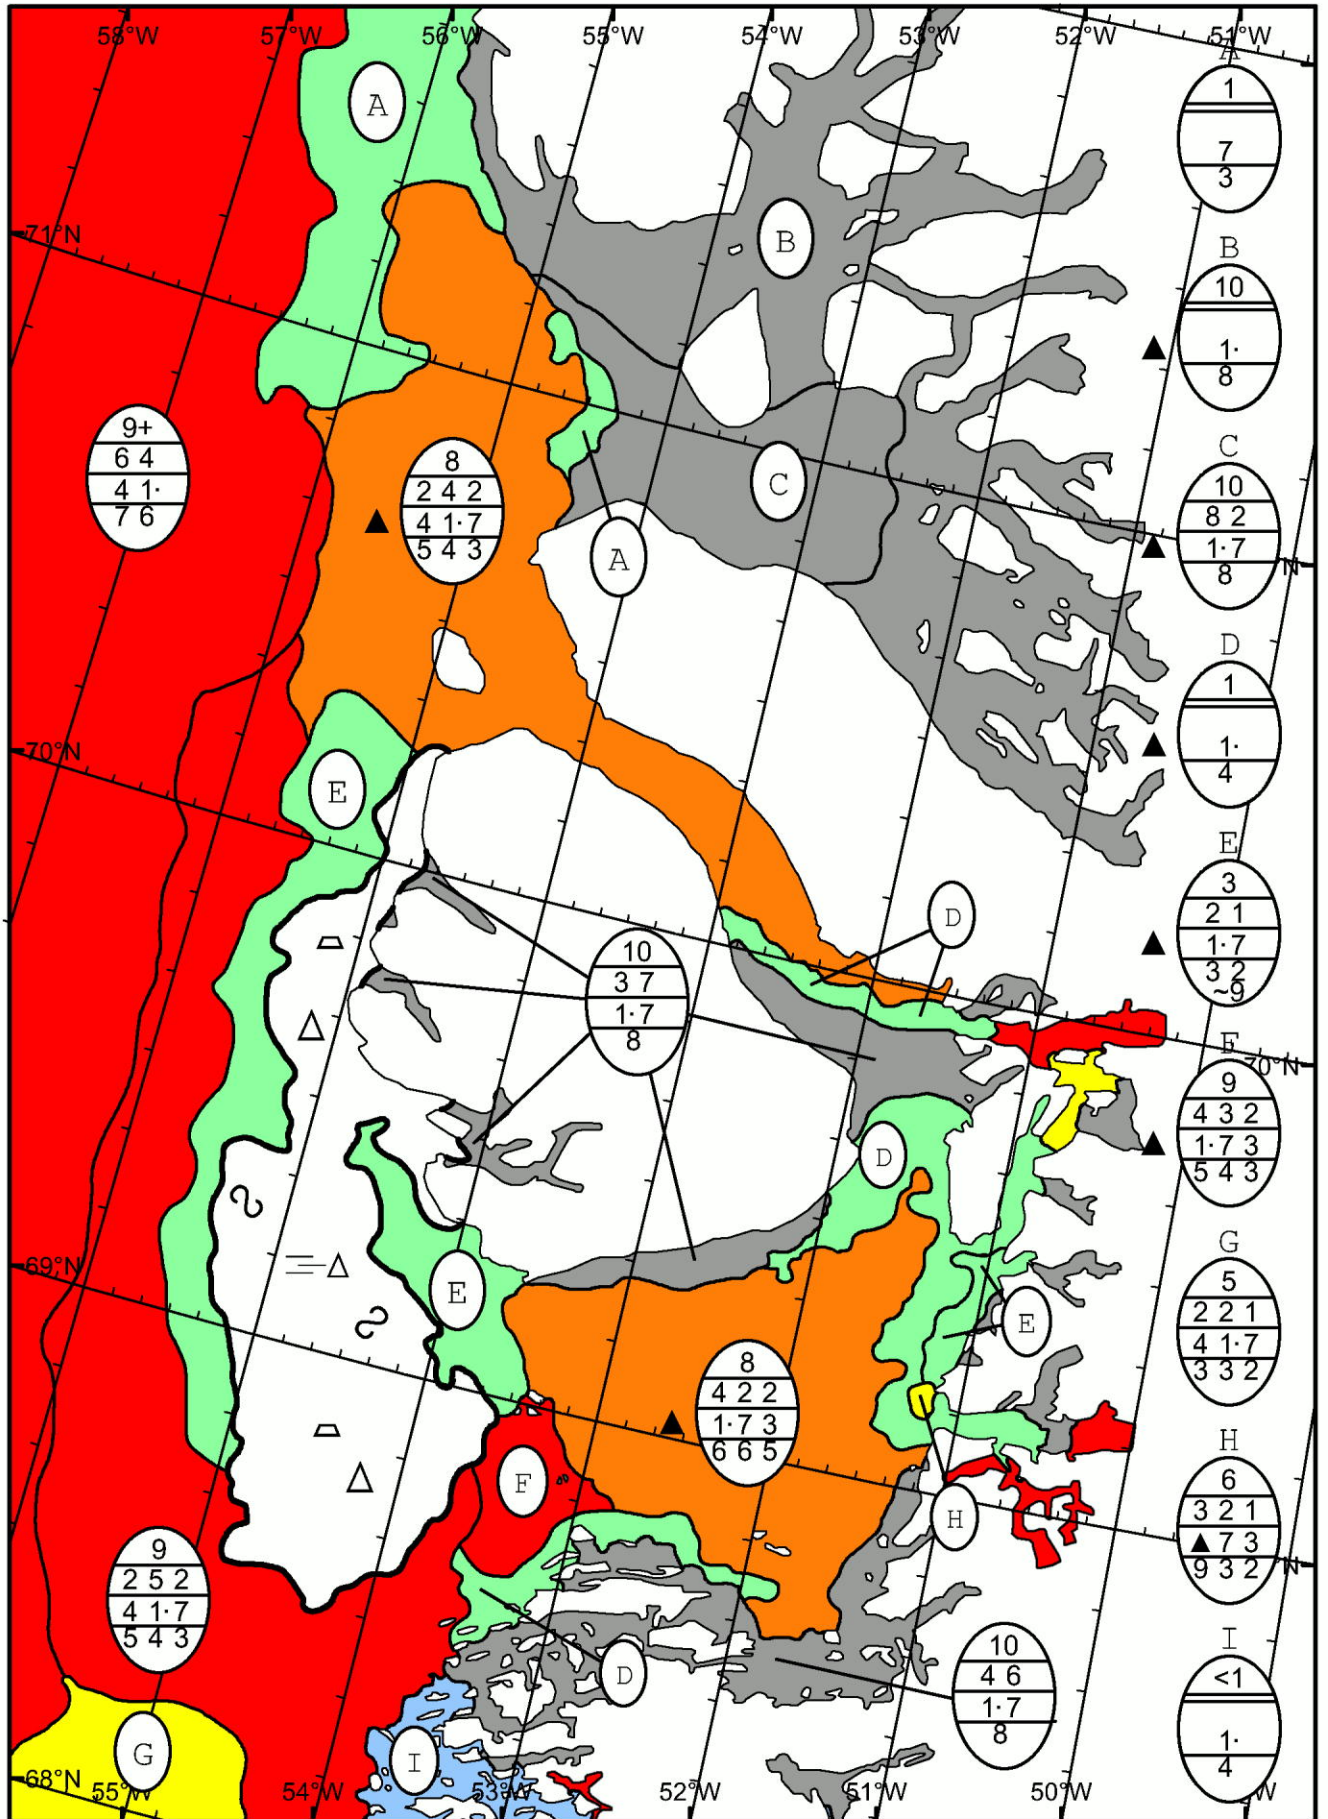 58°W 57°W 56°W 55°W 54°W 53°W 52°W 51°W
A
1
7
3
A
B
71°N
B
10
1·
8
9+
6 4
4 1·
7 6
8
2 4 2
4 1·7
5 4 3
C
A
C
10
8 2
1·7
8
N
D
1
1·
4
70°N
E
D
E
3
2 1
1·7
3 2
~9
10
3 7
1·7
8
70°N
F
9
4 3 2
1·7 3
5 4 3
D
69°N
E
E
G
5
2 2 1
4 1·7
3 3 2
8
4 2 2
1·7 3
6 6 5
F
H
H
6
3 2 1
▲ 7 3
9 3 2
N
9
2 5 2
4 1·7
5 4 3
D
10
4 6
1·7
8
I
<1
1·
4
G
I
68°N 55°W 54°W 53°W 52°W 51°W 50°W